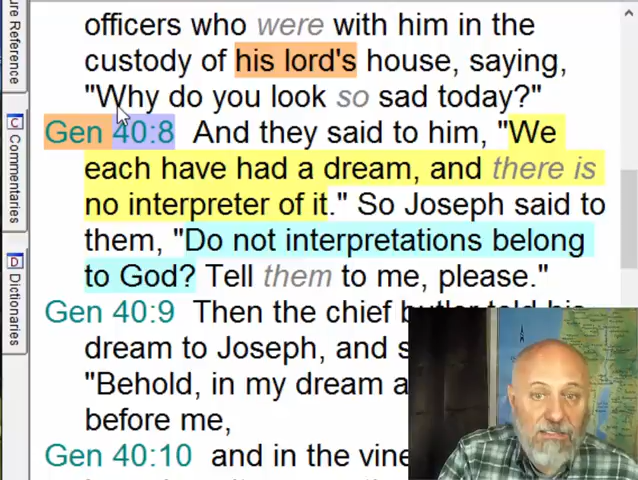 ure Reference
Commentaries
Dictionaries
officers who were with him in the
custody of his lord's house, saying,
"Why do you look so sad today?"
Gen 40:8 And they said to him, "We
each have had a dream, and there is
no interpreter of it." So Joseph said to
them, "Do not interpretations belong
to God? Tell them to me, please."
Gen 40:9 Then the chief butler told his
dream to Joseph, and s
"Behold, in my dream a
before me,
Gen 40:10 and in the vine